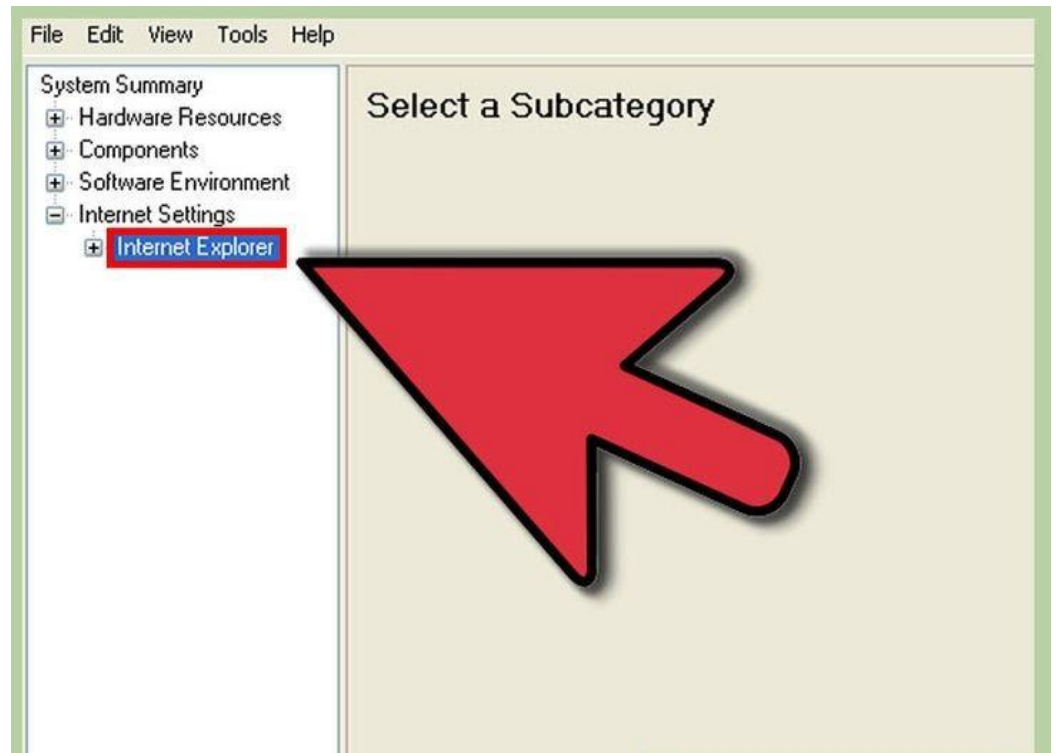 File Edit View Tools Help
System Summary
Hardware Resources
Components
Software Environment
Internet Settings
Internet Explorer
Select a Subcategory